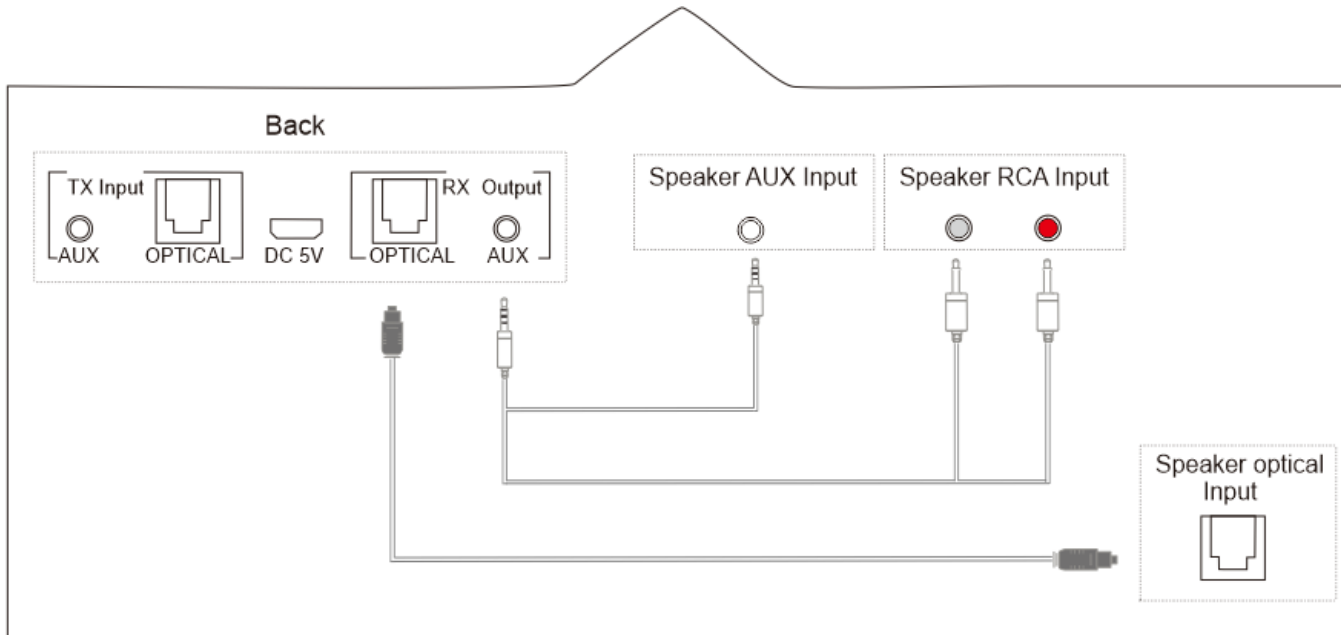 Back
TX Input
AUX
OPTICAL
DC 5V
RX Output
OPTICAL
AUX
Speaker AUX Input
Speaker RCA Input
Speaker optical
Input